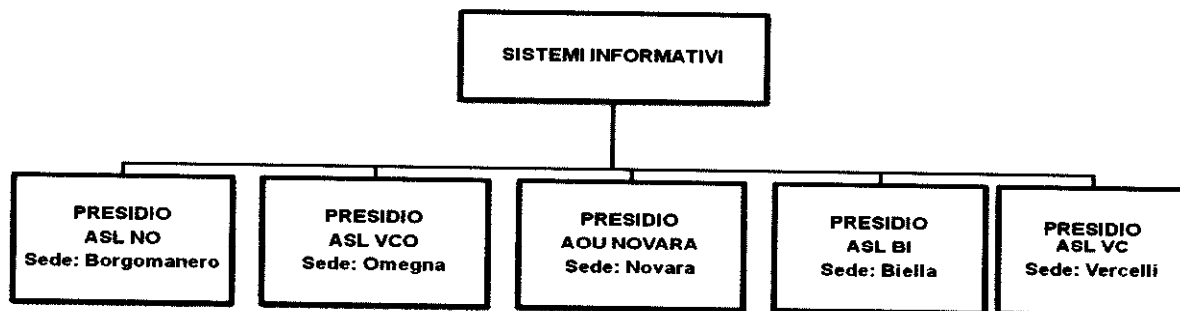 SISTEMI INFORMATIVI
PRESIDIO
ASL NO
Sede: Borgomanero
PRESIDIO
ASL VCO
Sede: Omegna
PRESIDIO
AOU NOVARA
Sede: Novara
PRESIDIO
ASL BI
Sede: Biella
PRESIDIO
ASL VC
Sede: Vercelli